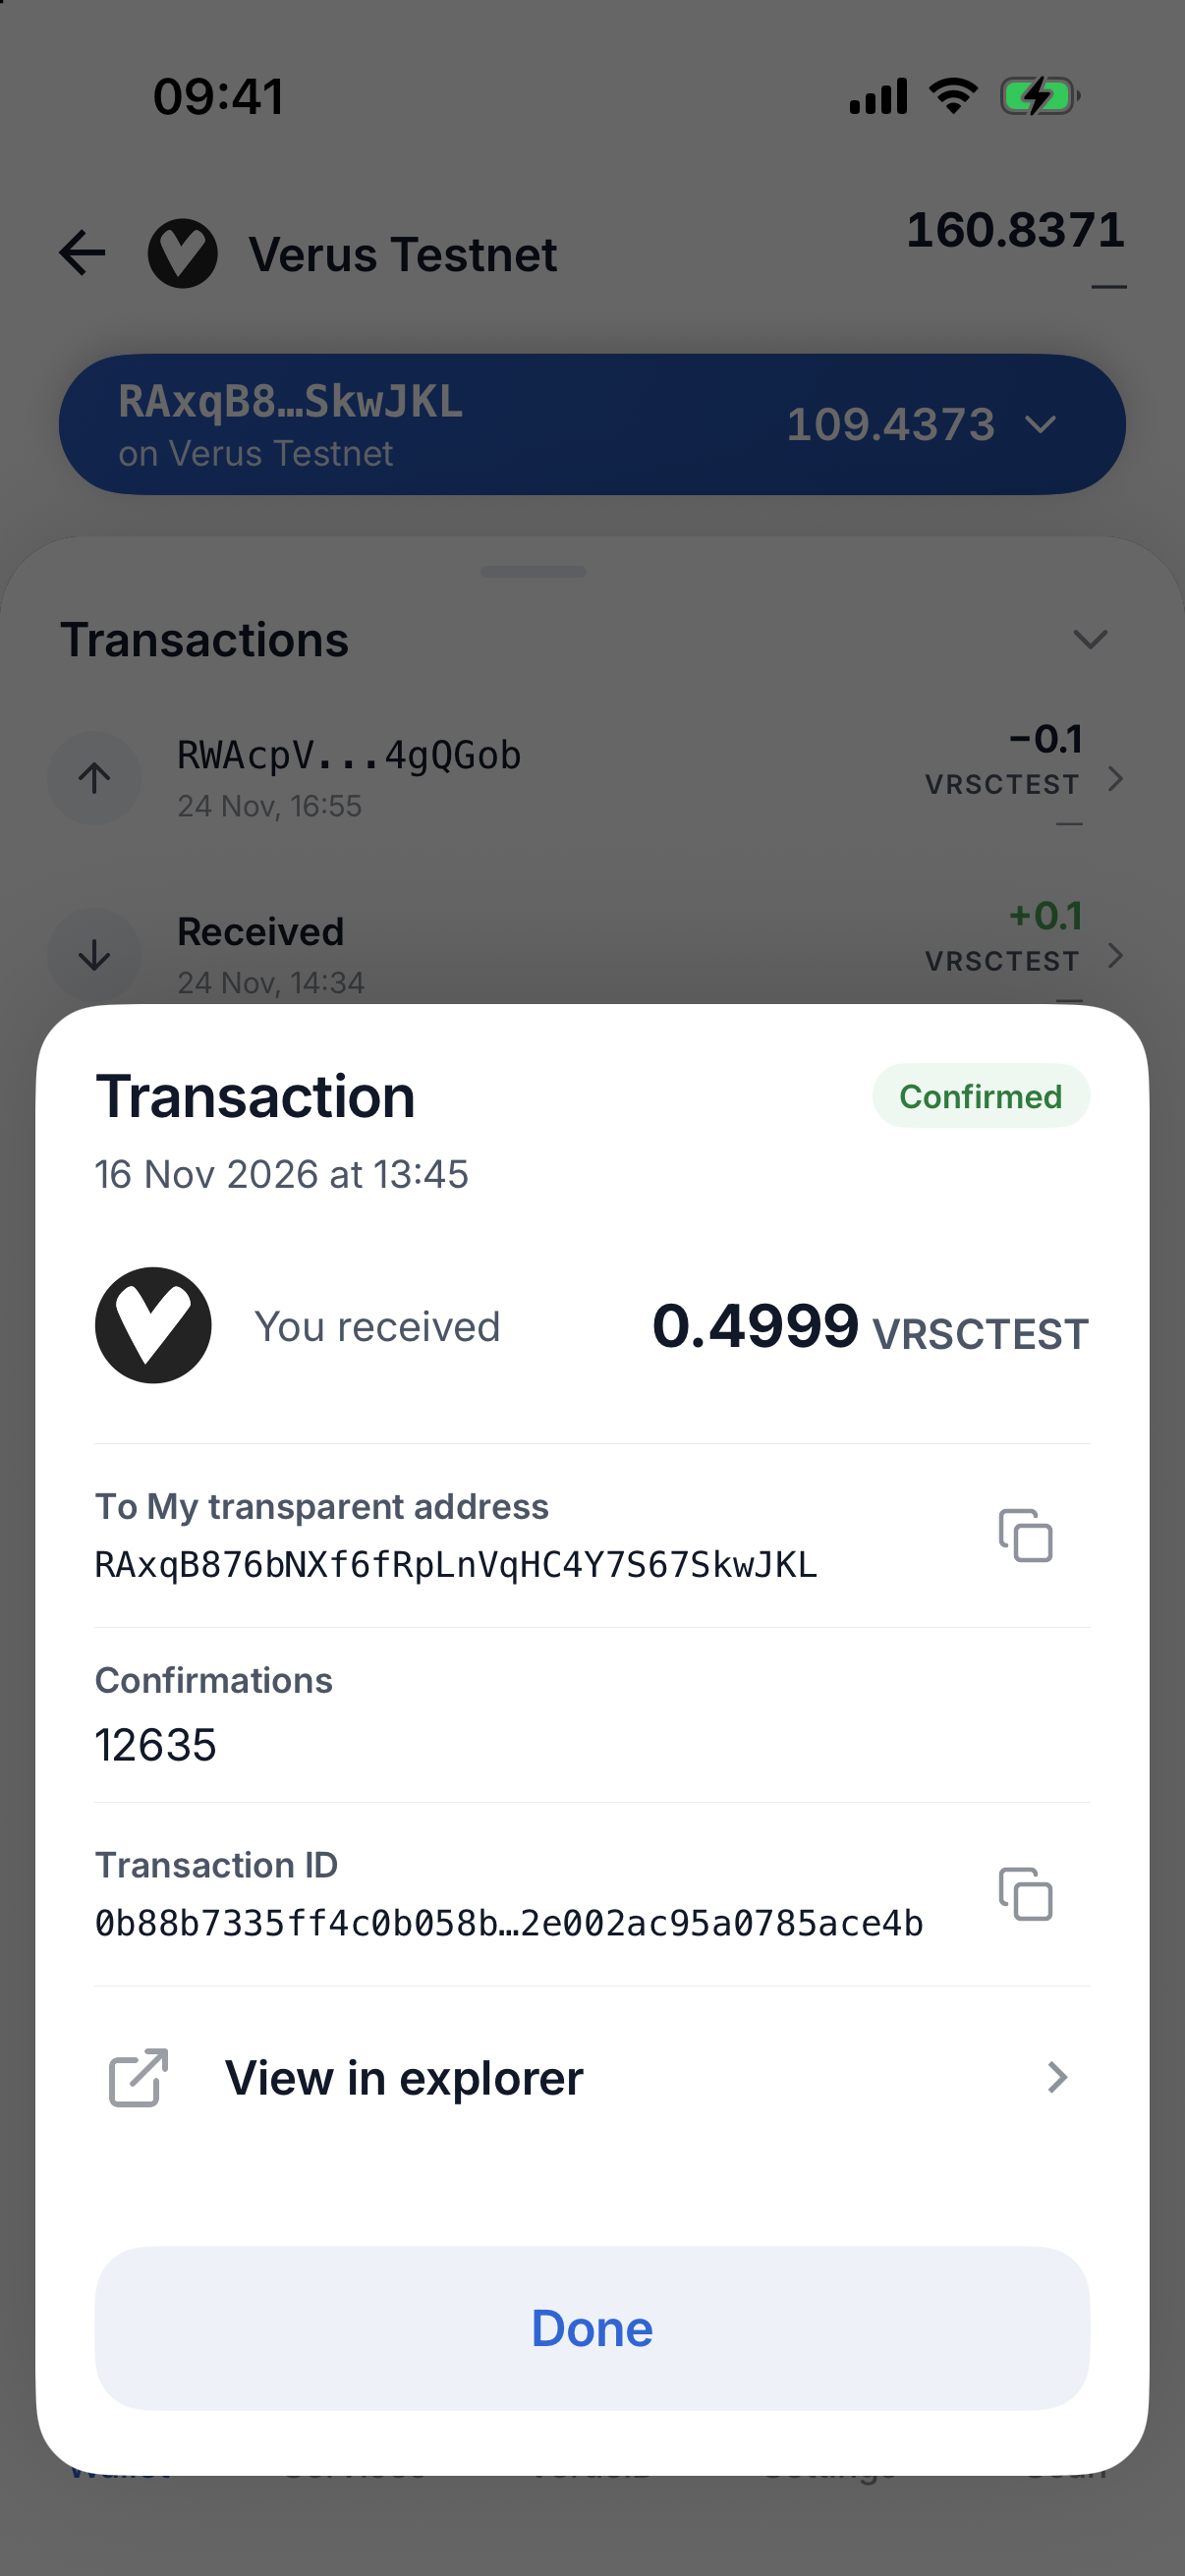 09:41
Verus Testnet
160.8371
—
RAxqB8…SkwJKL
on Verus Testnet
109.4373
Transactions
RWAcpV...4gQGob
24 Nov, 16:55
−0.1
VRSCTEST
—
Received
24 Nov, 14:34
+0.1
VRSCTEST
—
Transaction
Confirmed
16 Nov 2026 at 13:45
You received
0.4999 VRSCTEST
To My transparent address
RAxqB876bNXf6fRpLnVqHC4Y7S67SkwJKL
Confirmations
12635
Transaction ID
0b88b7335ff4c0b058b…2e002ac95a0785ace4b
View in explorer
Done